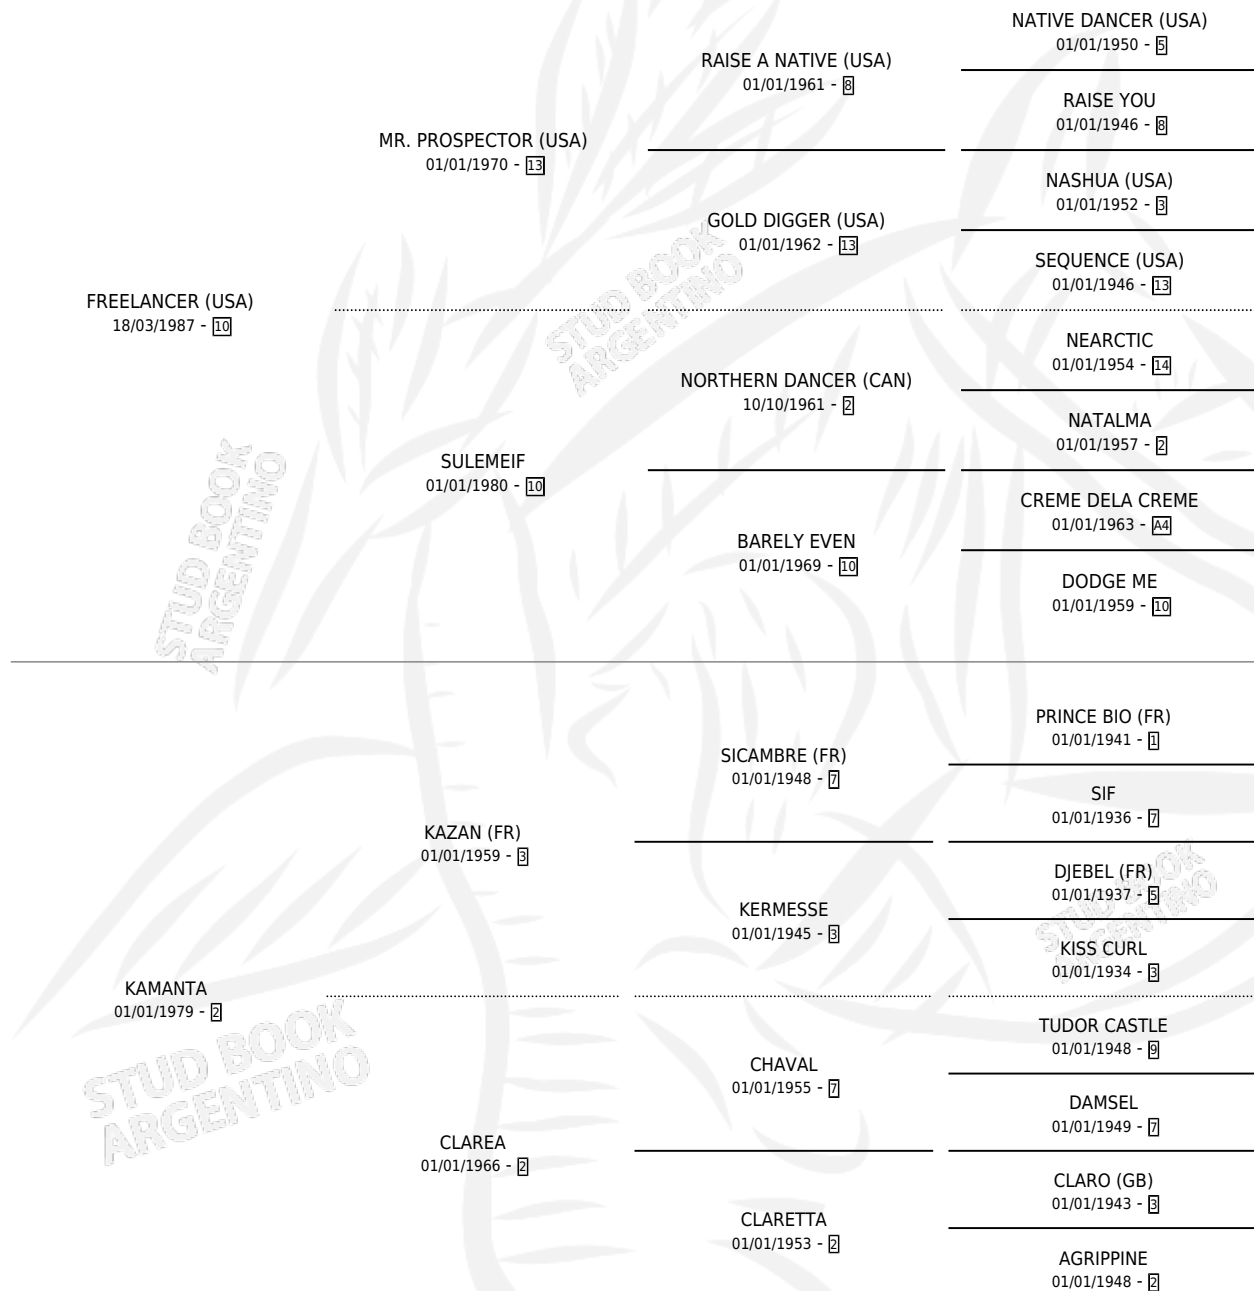 NATIVE DANCER (USA)
01/01/1950 - 5
RAISE A NATIVE (USA)
01/01/1961 - 8
RAISE YOU
01/01/1946 - 8
MR. PROSPECTOR (USA)
01/01/1970 - 13
NASHUA (USA)
01/01/1952 - 3
GOLD DIGGER (USA)
01/01/1962 - 13
SEQUENCE (USA)
01/01/1946 - 13
FREELANCER (USA)
18/03/1987 - 10
NEARCTIC
01/01/1954 - 14
NORTHERN DANCER (CAN)
10/10/1961 - 2
NATALMA
01/01/1957 - 2
SULEMEIF
01/01/1980 - 10
CREME DELA CREME
01/01/1963 - A4
BARELY EVEN
01/01/1969 - 10
DODGE ME
01/01/1959 - 10
PRINCE BIO (FR)
01/01/1941 - 1
SICAMBRE (FR)
01/01/1948 - 7
SIF
01/01/1936 - 7
KAZAN (FR)
01/01/1959 - 3
DJEBEL (FR)
01/01/1937 - 5
KERMESSE
01/01/1945 - 3
KISS CURL
01/01/1934 - 3
KAMANTA
01/01/1979 - 2
TUDOR CASTLE
01/01/1948 - 9
CHAVAL
01/01/1955 - 7
DAMSEL
01/01/1949 - 7
CLAREA
01/01/1966 - 2
CLARO (GB)
01/01/1943 - 3
CLARETTA
01/01/1953 - 2
AGRIPPINE
01/01/1948 - 2
STUD BOOK
ARGENTINO
STUD BOOK
ARGENTINO
STUD BOOK
ARGENTINO
STUD BOOK
ARGENTINO